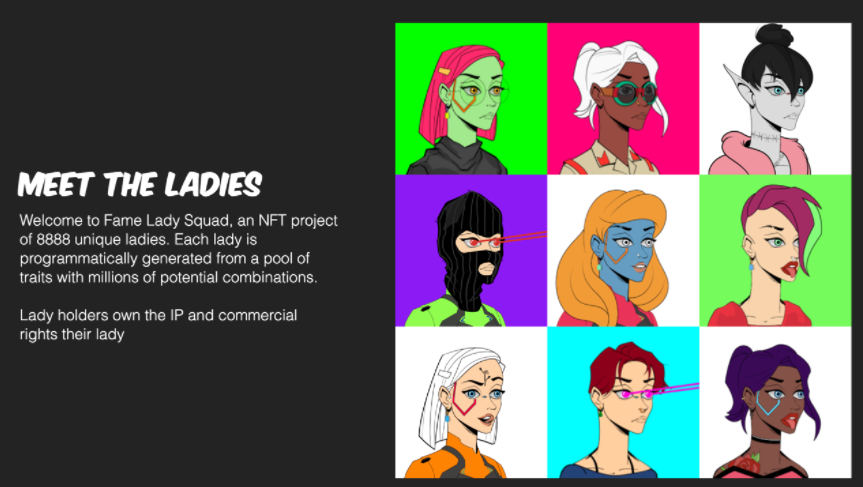 MEET THE LADIES
Welcome to Fame Lady Squad, an NFT project
of 8888 unique ladies. Each lady is
programmatically generated from a pool of
traits with millions of potential combinations.
Lady holders own the IP and commercial
rights their lady